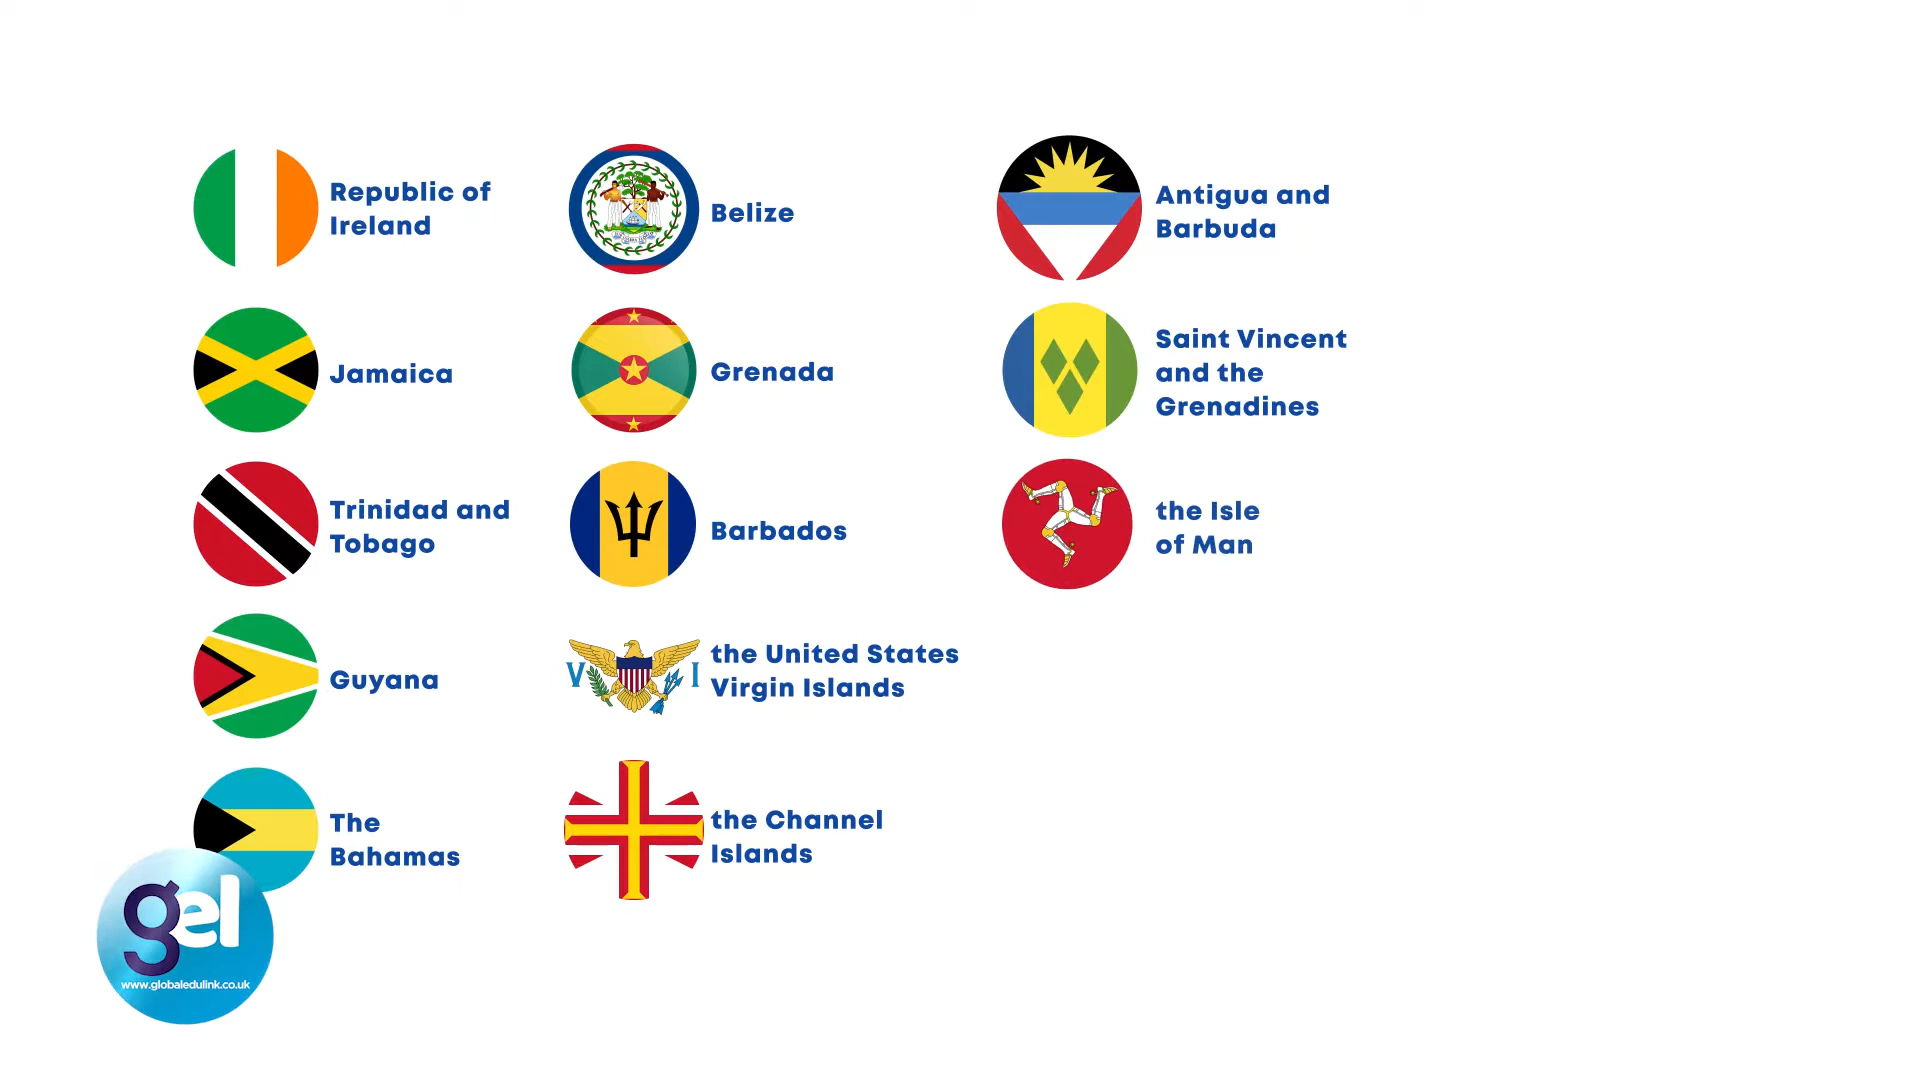 Republic of
Ireland
Jamaica
Trinidad and
Tobago
Guyana
The
Bahamas
Belize
Grenada
Barbados
V I
the United States
Virgin Islands
the Channel
Islands
Antigua and
Barbuda
Saint Vincent
and the
Grenadines
the Isle
of Man
gel
www.globaledulink.co.uk